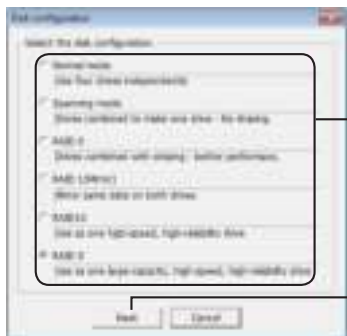 Disk configuration
Select the disk configuration
Normal mode
Use four drives independently
Spanning mode
Drives combined to make one drive - No striping.
RAID 0
Drives combined with striping - better performance.
RAID 1(Mirror)
Mirror same data on both drives.
RAID10
Use as one high-speed, high-reliability drive
RAID 5
Use as one large-capacity, high-speed, high-reliability drive
Next
Cancel